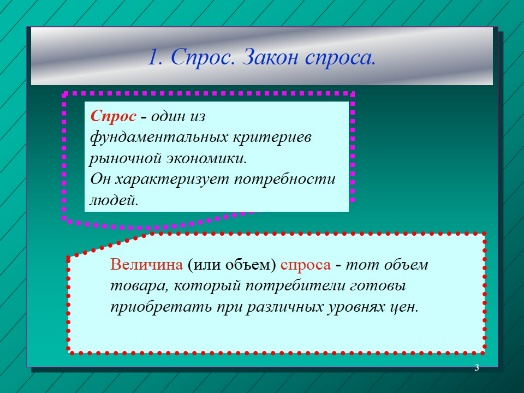 1. Спрос. Закон спроса.
Спрос - один из
фундаментальных критериев
рыночной экономики.
Он характеризует потребности
людей.
Величина (или объем) спроса - тот объем
товара, который потребители готовы
приобретать при различных уровнях цен.
3